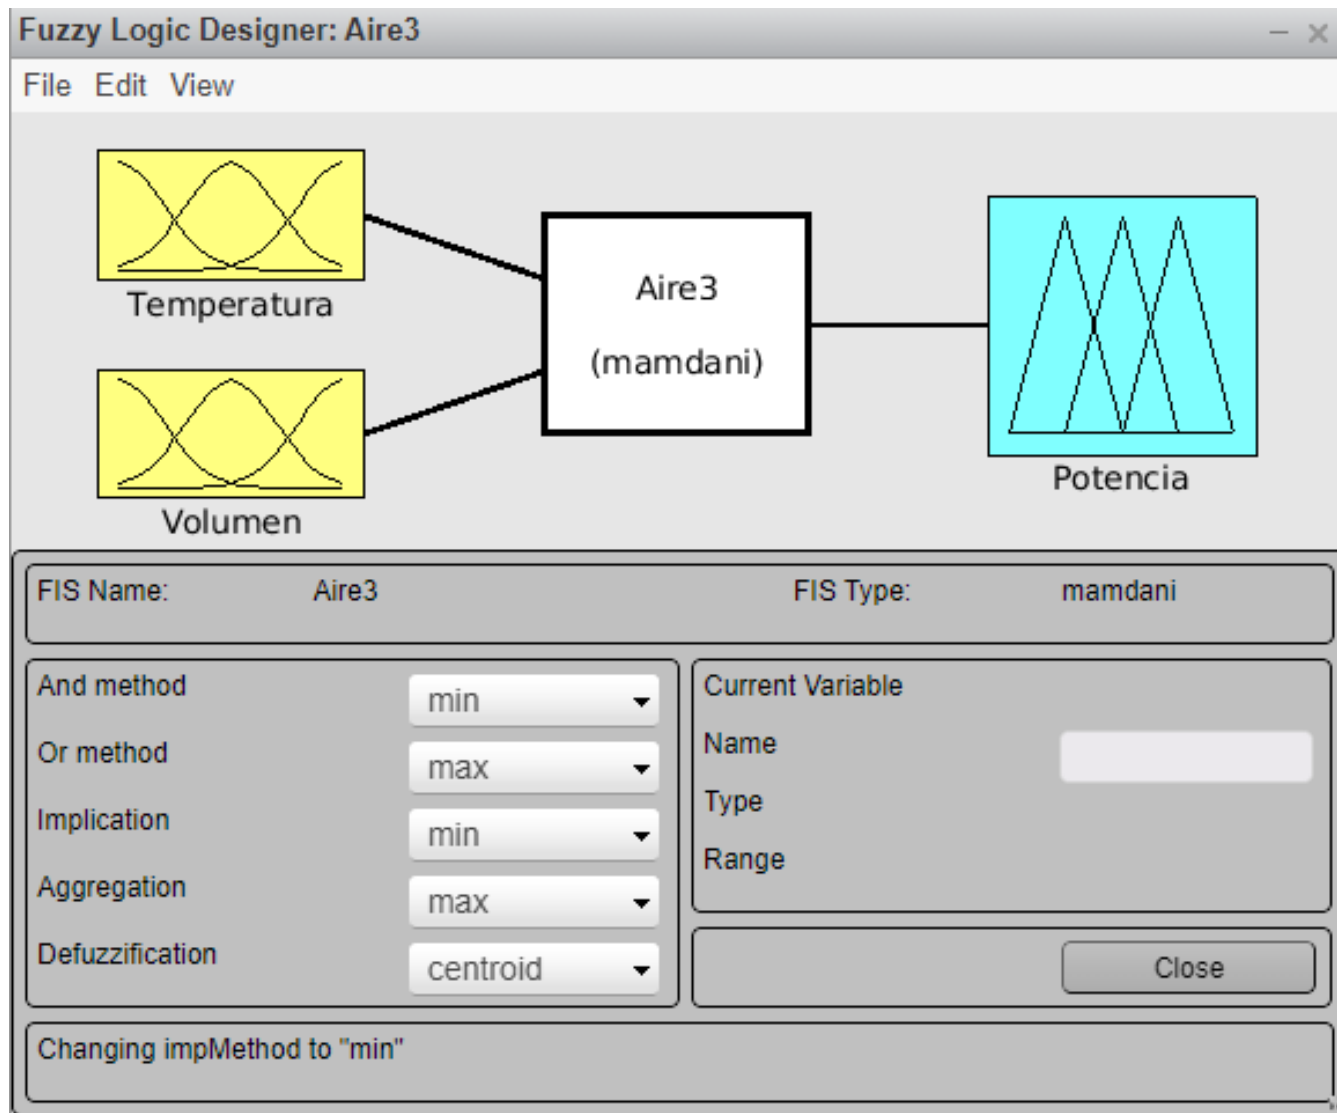 Fuzzy Logic Designer: Aire3
File Edit View
Temperatura
Volumen
Aire3
(mamdani)
Potencia
FIS Name: Aire3 FIS Type: mamdani
And method min
Or method max
Implication min
Aggregation max
Defuzzification centroid
Current Variable
Name
Type
Range
Close
Changing impMethod to "min"